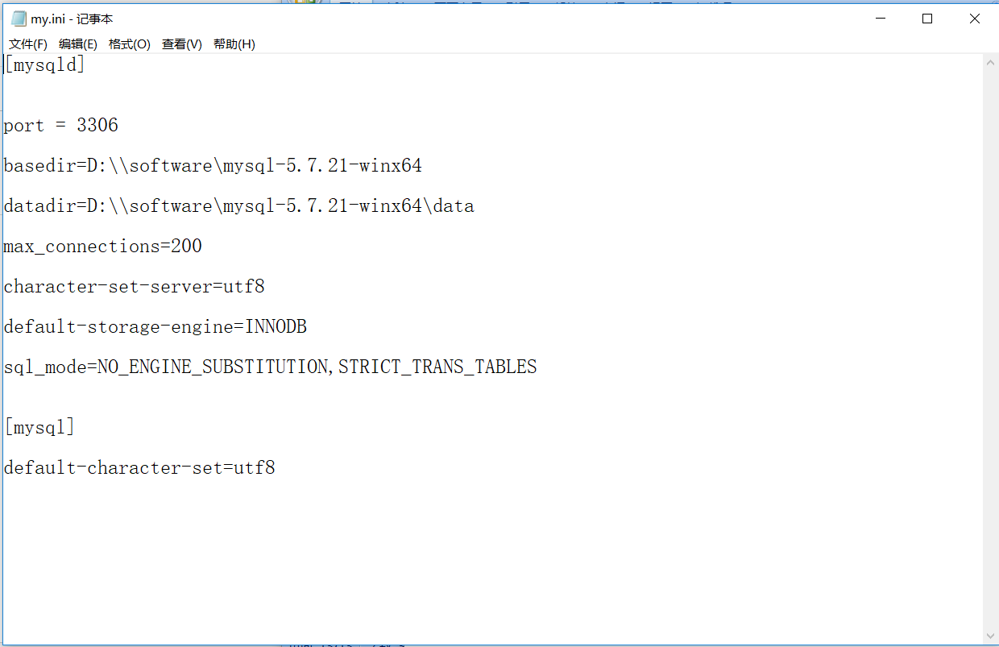 my.ini - 记事本
文件(F) 编辑(E) 格式(O) 查看(V) 帮助(H)
[mysqld]
port = 3306
basedir=D:\\software\mysql-5.7.21-winx64
datadir=D:\\software\mysql-5.7.21-winx64\data
max_connections=200
character-set-server=utf8
default-storage-engine=INNODB
sql_mode=NO_ENGINE_SUBSTITUTION,STRICT_TRANS_TABLES
[mysql]
default-character-set=utf8